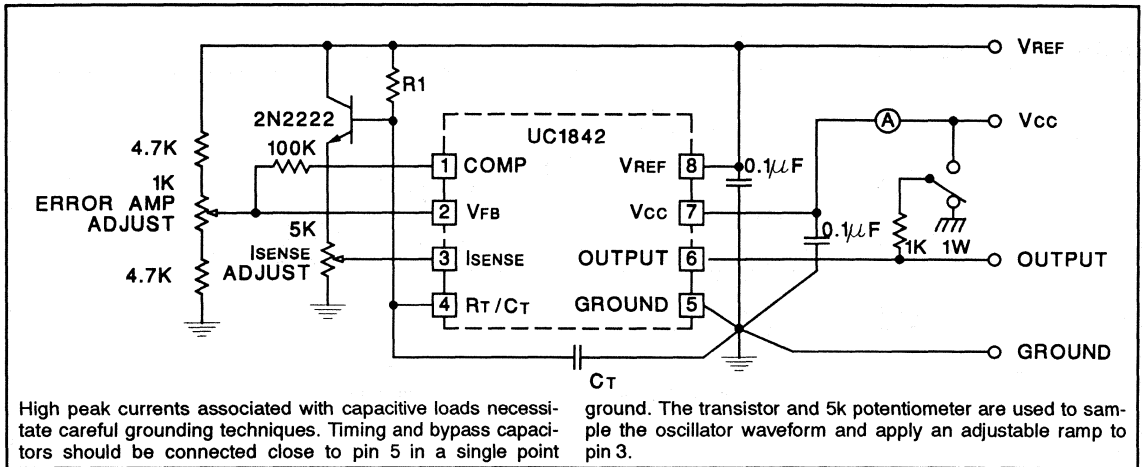 VREF
R1
2N2222
UC1842
A
VCC
4.7K
100K
1 COMP
VREF 8
0.1µF
1K
ERROR AMP
ADJUST
2 VFB
VCC 7
0.1µF
5K
ISENSE
ADJUST
3 ISENSE
OUTPUT 6
1K 1W
OUTPUT
4.7K
4 RT/CT
GROUND 5
GROUND
CT
High peak currents associated with capacitive loads necessi-
tate careful grounding techniques. Timing and bypass capaci-
tors should be connected close to pin 5 in a single point
ground. The transistor and 5k potentiometer are used to sam-
ple the oscillator waveform and apply an adjustable ramp to
pin 3.